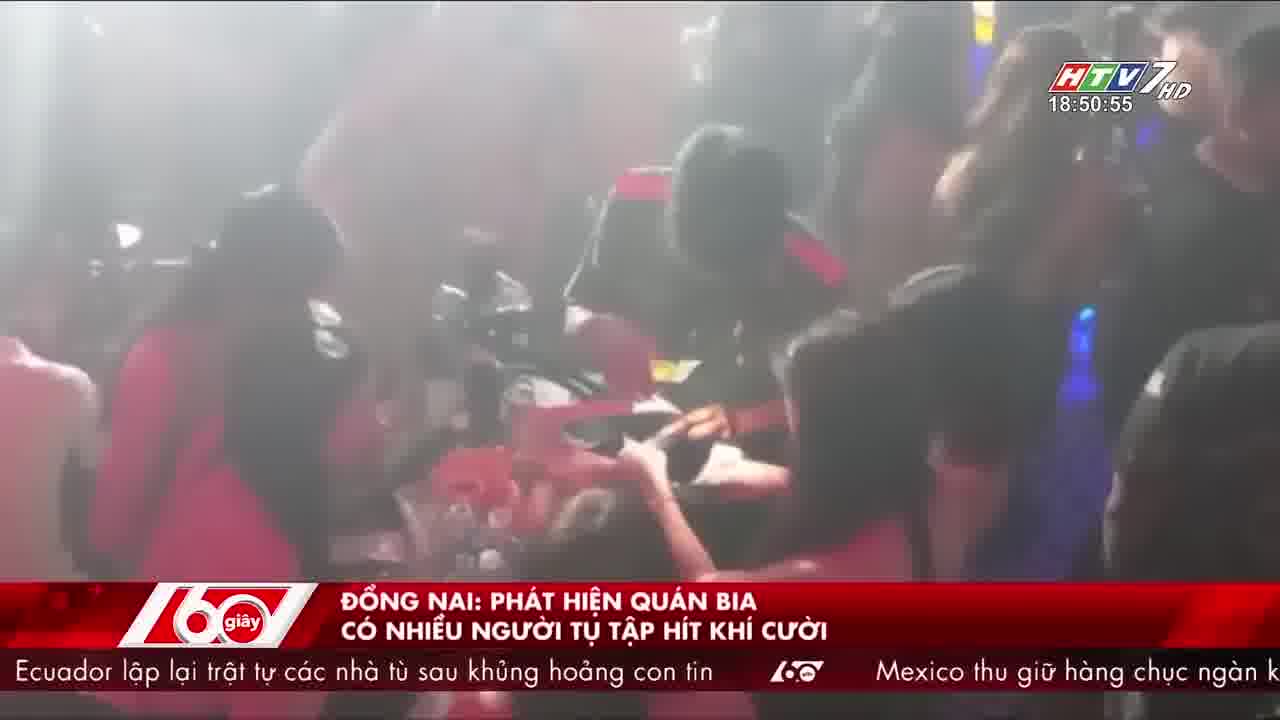 HTV7 HD
18:50:55
60 giây
ĐỒNG NAI: PHÁT HIỆN QUÁN BIA
CÓ NHIỀU NGƯỜI TỤ TẬP HÍT KHÍ CƯỜI
Ecuador lập lại trật tự các nhà tù sau khủng hoảng con tin
60 giây
Mexico thu giữ hàng chục ngàn k